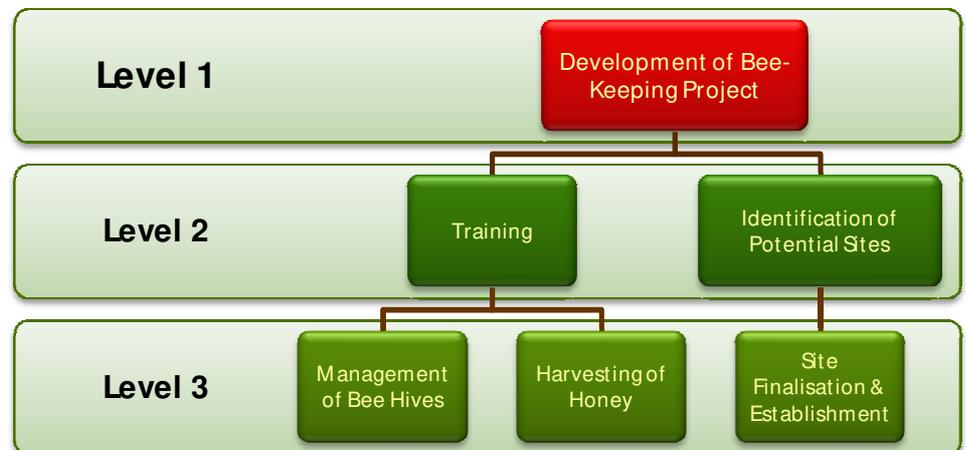 Level 1
Development of Bee-
Keeping Project
Level 2
Training
Identification of
Potential Sites
Level 3
Management
of Bee Hives
Harvesting of
Honey
Site
Finalisation &
Establishment